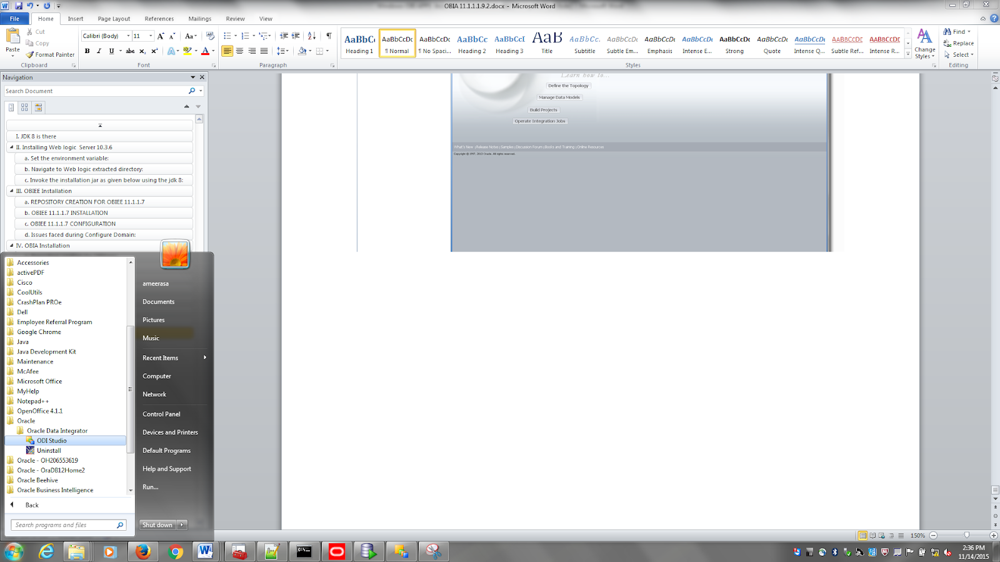 OBIA 11.1.1.1.9.2.docx - Microsoft Word
File Home Insert Page Layout References Mailings Review View
Paste
Cut
Copy
Format Painter
Clipboard
Calibri (Body) 11
Font
Paragraph
AaBbCc AaBbCcDc AaBbCcDc AaBbCc AaBbCcI AaB AaBbCc. AaBbCcDc AaBbCcDc AaBbCcDc AaBbCcDc AaBbCcDc AaBbCcDc AaBbCcDc AaBbCcDc
Heading 1 ¶ Normal ¶ No Spaci... Heading 2 Heading 3 Title Subtitle Subtle Em... Emphasis Intense E... Strong Quote Intense Q... Subtle Ref... Intense R...
Styles
Change Styles
Find
Replace
Select
Editing
Navigation
Search Document
I. JDK 8 is there
II. Installing Web logic Server 10.3.6
a. Set the environment variable:
b. Navigate to Web logic extracted directory:
c. Invoke the installation jar as given below using the jdk 8:
III. OBIEE Installation
a. REPOSITORY CREATION FOR OBIEE 11.1.1.7
b. OBIEE 11.1.1.7 INSTALLATION
c. OBIEE 11.1.1.7 CONFIGURATION
d. Issues faced during Configure Domain:
IV. OBIA Installation
Learn how to...
Define the Topology
Manage Data Models
Build Projects
Operate Integration Jobs
What's New | Release Notes | Samples | Discussion Forum | Books and Training | Online Resources
Copyright © 1997, 2013 Oracle. All rights reserved.
Accessories
activePDF
Cisco
CoolUtils
CrashPlan PROe
Dell
Employee Referral Program
Google Chrome
Java
Java Development Kit
Maintenance
McAfee
Microsoft Office
MyHelp
Notepad++
OpenOffice 4.1.1
Oracle
Oracle Data Integrator
ODI Studio
Uninstall
Oracle - OH206553619
Oracle - OraDB12Home2
Oracle Beehive
Oracle Business Intelligence
Back
Search programs and files
ameerasa
Documents
Pictures
Music
Recent Items
Computer
Network
Control Panel
Devices and Printers
Default Programs
Help and Support
Run...
Shut down
150%
2:36 PM
11/14/2015